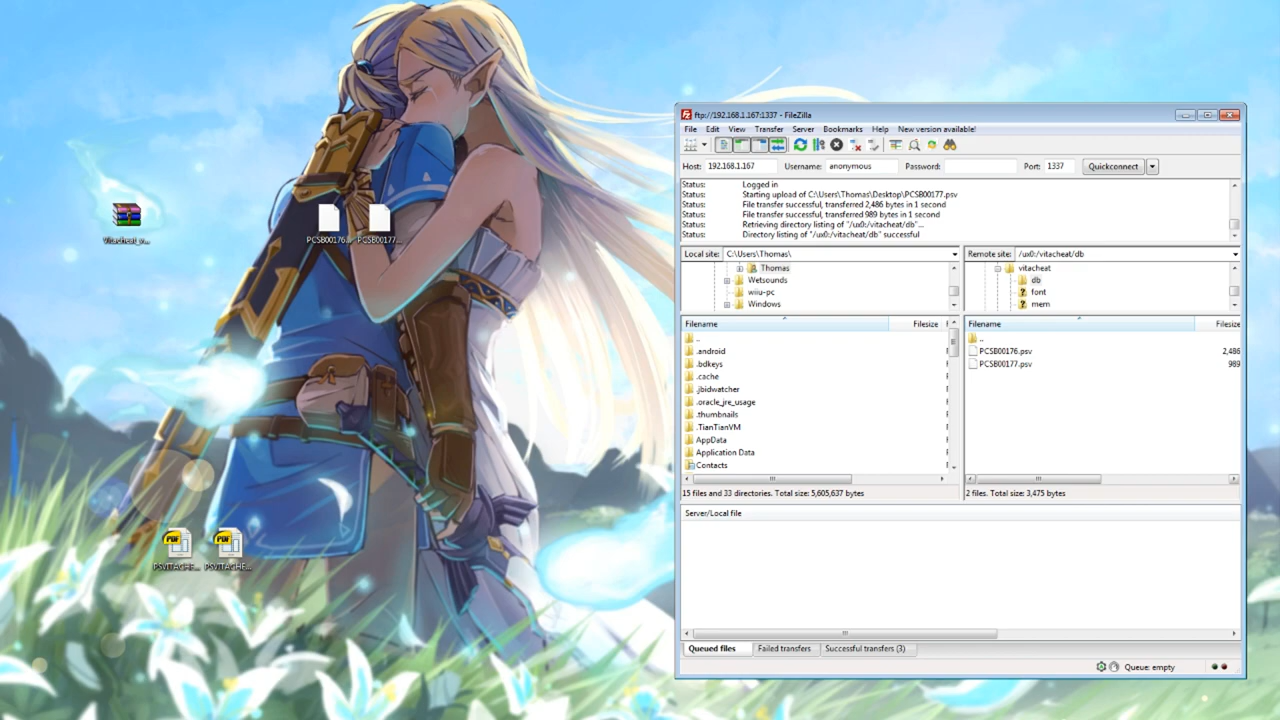 Vitacheat_v...
PCSB00176...
PCSB00177...
PDF
PDF
PSVITACHE...
PSVITACHE...
ftp://192.168.1.167:1337 - FileZilla
File Edit View Transfer Server Bookmarks Help New version available!
Host: 192.168.1.167 Username: anonymous Password: Port: 1337 Quickconnect
Status: Logged in
Status: Starting upload of C:\Users\Thomas\Desktop\PCSB00177.psv
Status: File transfer successful, transferred 2,486 bytes in 1 second
Status: File transfer successful, transferred 989 bytes in 1 second
Status: Retrieving directory listing of "/ux0:/vitacheat/db"...
Status: Directory listing of "/ux0:/vitacheat/db" successful
Local site: C:\Users\Thomas\
Thomas
Wetsounds
wiiu-pc
Windows
Filename Filesize
..
.android
.bdkeys
.cache
.jbidwatcher
.oracle_jre_usage
.thumbnails
.TianTianVM
AppData
Application Data
Contacts
15 files and 33 directories. Total size: 5,605,637 bytes
Remote site: /ux0:/vitacheat/db
vitacheat
db
font
mem
Filename Filesize
..
PCSB00176.psv 2,486
PCSB00177.psv 989
2 files. Total size: 3,475 bytes
Server/Local file
Queued files Failed transfers Successful transfers (3)
Queue: empty